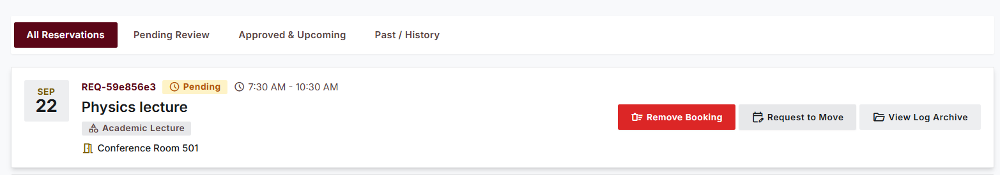 All Reservations Pending Review Approved & Upcoming Past / History
SEP
22
REQ-59e856e3 Pending 7:30 AM - 10:30 AM
Physics lecture
Academic Lecture
Conference Room 501
Remove Booking Request to Move View Log Archive